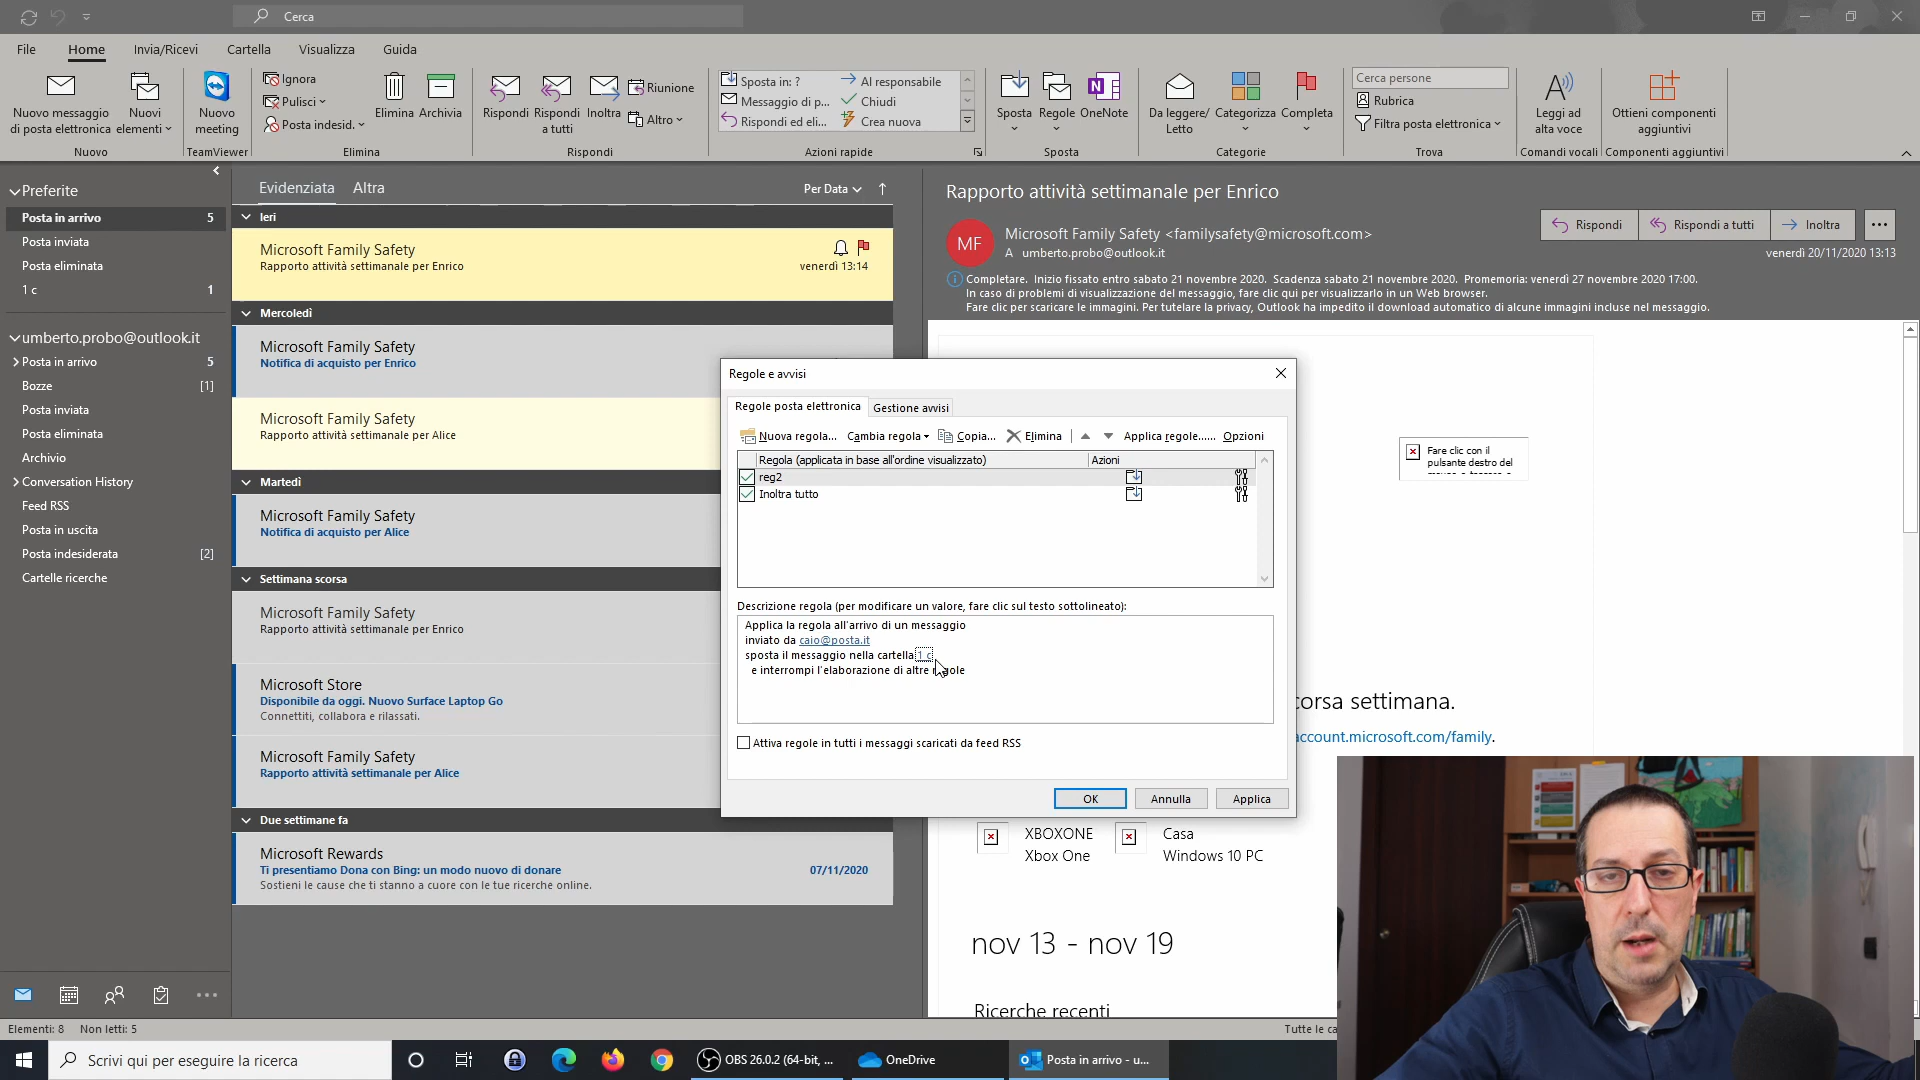 Cerca
File Home Invia/Ricevi Cartella Visualizza Guida
Nuovo messaggio
di posta elettronica
Nuovi
elementi
Nuovo
Nuovo
meeting
TeamViewer
Ignora
Pulisci
Posta indesid.
Elimina
Archivia
Elimina
Rispondi
Rispondi
a tutti
Inoltra
Riunione
Altro
Rispondi
Sposta in: ?
Messaggio di p...
Rispondi ed eli...
Al responsabile
Chiudi
Crea nuova
Azioni rapide
Sposta
Regole
OneNote
Sposta
Da leggere/
Letto
Categorizza
Completa
Categorie
Cerca persone
Rubrica
Filtra posta elettronica
Trova
Leggi ad
alta voce
Comandi vocali
Ottieni componenti
aggiuntivi
Componenti aggiuntivi
Preferite
Posta in arrivo 5
Posta inviata
Posta eliminata
1 c 1
umberto.probo@outlook.it
Posta in arrivo 5
Bozze [1]
Posta inviata
Posta eliminata
Archivio
Conversation History
Feed RSS
Posta in uscita
Posta indesiderata [2]
Cartelle ricerche
Evidenziata Altra Per Data
Ieri
Microsoft Family Safety
Rapporto attività settimanale per Enrico venerdì 13:14
Mercoledì
Microsoft Family Safety
Notifica di acquisto per Enrico
Microsoft Family Safety
Rapporto attività settimanale per Alice
Martedì
Microsoft Family Safety
Notifica di acquisto per Alice
Settimana scorsa
Microsoft Family Safety
Rapporto attività settimanale per Enrico
Microsoft Store
Disponibile da oggi. Nuovo Surface Laptop Go
Connettiti, collabora e rilassati.
Microsoft Family Safety
Rapporto attività settimanale per Alice
Due settimane fa
Microsoft Rewards
Ti presentiamo Dona con Bing: un modo nuovo di donare 07/11/2020
Sostieni le cause che ti stanno a cuore con le tue ricerche online.
Rapporto attività settimanale per Enrico
MF
Microsoft Family Safety <familysafety@microsoft.com>
A umberto.probo@outlook.it
Rispondi Rispondi a tutti Inoltra
venerdì 20/11/2020 13:13
Completare. Inizio fissato entro sabato 21 novembre 2020. Scadenza sabato 21 novembre 2020. Promemoria: venerdì 27 novembre 2020 17:00.
In caso di problemi di visualizzazione del messaggio, fare clic qui per visualizzarlo in un Web browser.
Fare clic per scaricare le immagini. Per tutelare la privacy, Outlook ha impedito il download automatico di alcune immagini incluse nel messaggio.
Fare clic con il
pulsante destro del
corsa settimana.
account.microsoft.com/family.
XBOXONE
Xbox One
Casa
Windows 10 PC
nov 13 - nov 19
Ricerche recenti
Regole e avvisi
Regole posta elettronica Gestione avvisi
Nuova regola... Cambia regola Copia... Elimina Applica regole...... Opzioni
Regola (applicata in base all'ordine visualizzato) Azioni
reg2
Inoltra tutto
Descrizione regola (per modificare un valore, fare clic sul testo sottolineato):
Applica la regola all'arrivo di un messaggio
inviato da caio@posta.it
sposta il messaggio nella cartella 1 c
e interrompi l'elaborazione di altre regole
Attiva regole in tutti i messaggi scaricati da feed RSS
OK Annulla Applica
Elementi: 8 Non letti: 5
Tutte le ca
Scrivi qui per eseguire la ricerca
OBS 26.0.2 (64-bit, ...
OneDrive
Posta in arrivo - u...